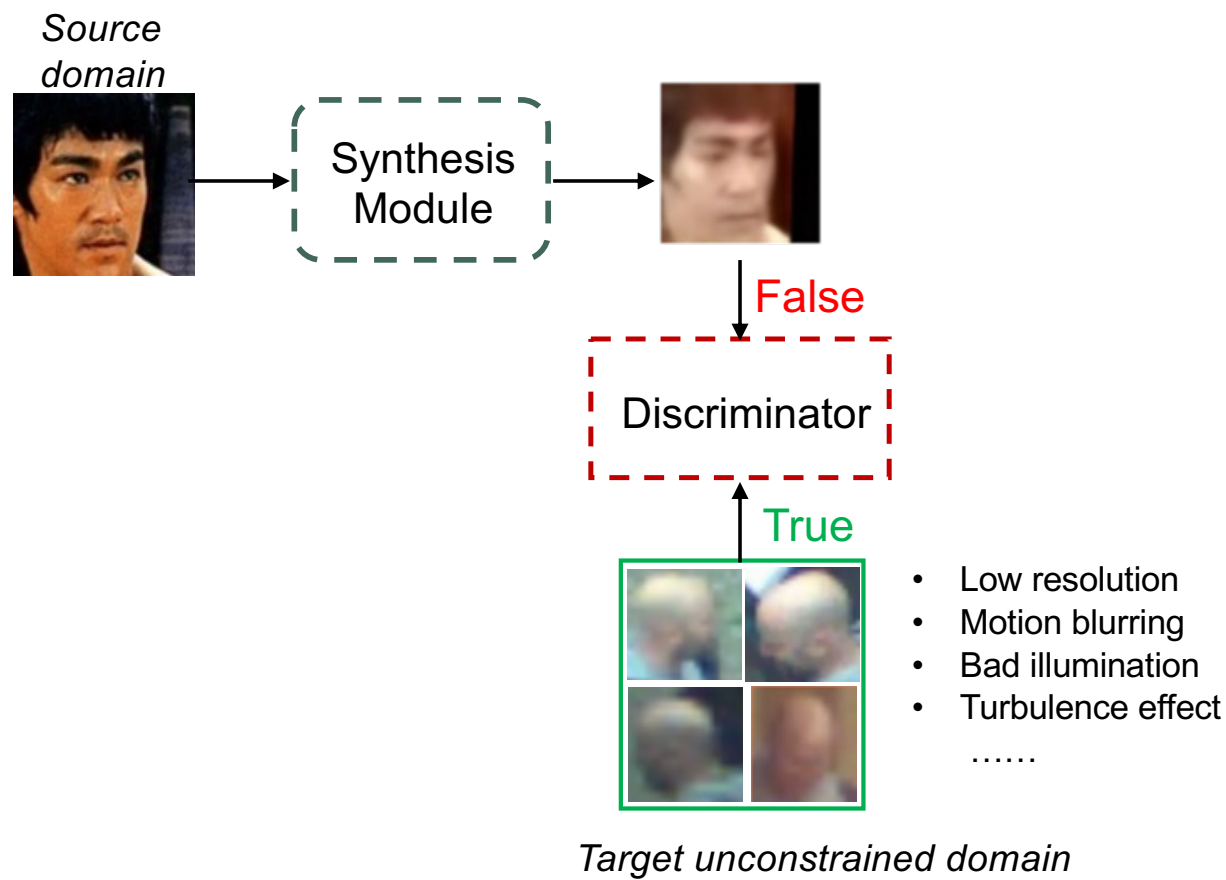 Source
domain
Synthesis
Module
False
Discriminator
True
• Low resolution
• Motion blurring
• Bad illumination
• Turbulence effect
……
Target unconstrained domain